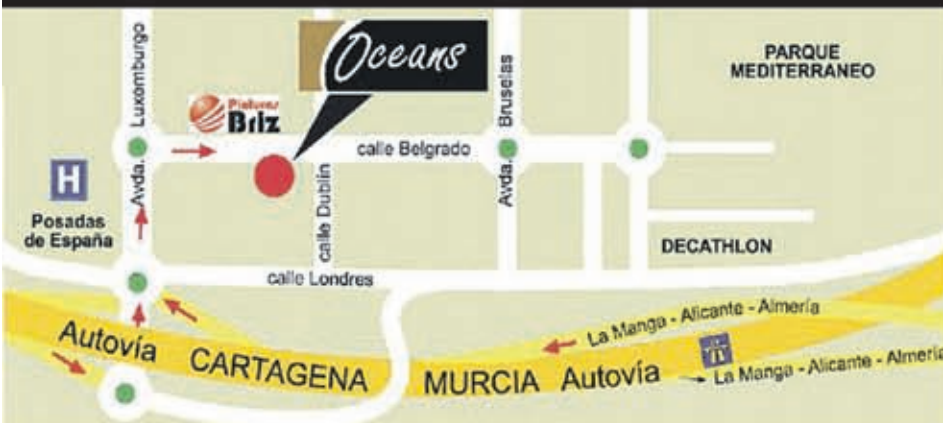 Oceans
PARQUE
MEDITERRANEO
Avda. Luxomburgo
Pinturas
Briz
calle Belgrado
Avda. Bruselas
H
Posadas
de España
calle Dublín
DECATHLON
calle Londres
La Manga - Alicante - Almería
Autovía CARTAGENA MURCIA Autovía
La Manga - Alicante - Almería